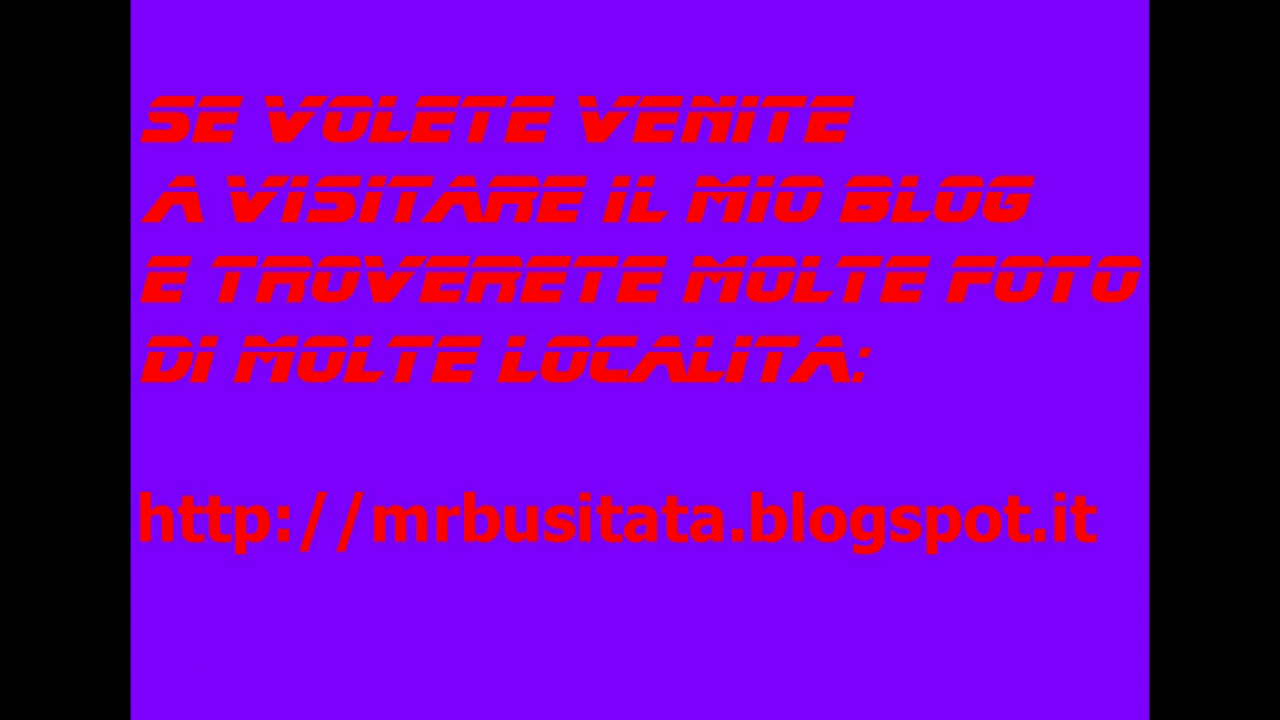 SE VOLETE VENITE
A VISITARE IL MIO BLOG
E TROVERETE MOLTE FOTO
DI MOLTE LOCALITA:
http://mrbusitata.blogspot.it